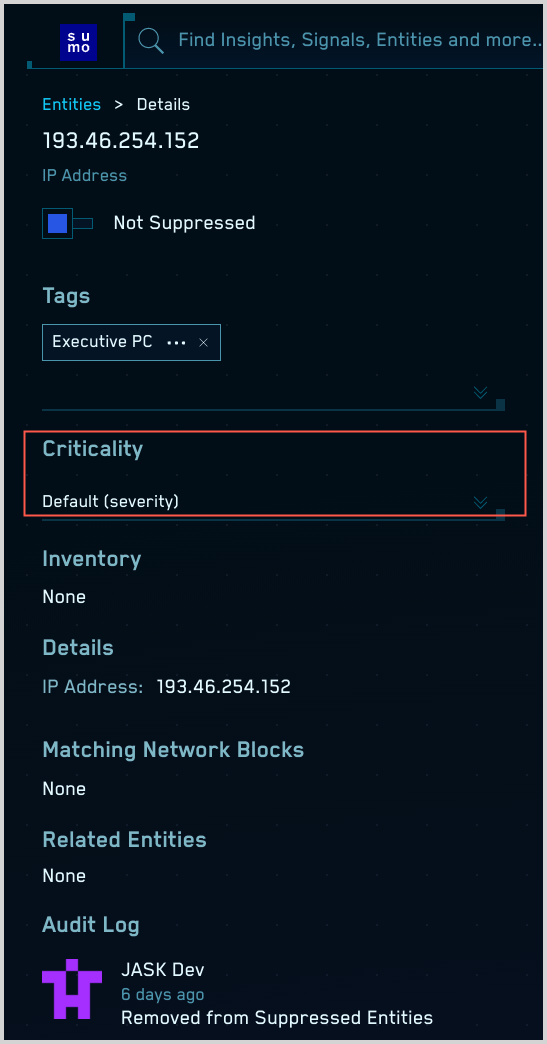 su
mo
Find Insights, Signals, Entities and more...
Entities > Details
193.46.254.152
IP Address
Not Suppressed
Tags
Executive PC ••• ×
Criticality
Default (severity)
Inventory
None
Details
IP Address: 193.46.254.152
Matching Network Blocks
None
Related Entities
None
Audit Log
JASK Dev
6 days ago
Removed from Suppressed Entities